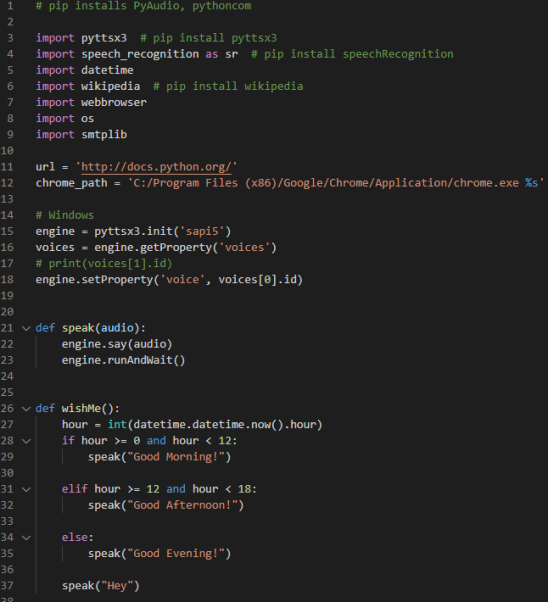 1 # pip installs PyAudio, pythoncom
2
3 import pyttsx3  # pip install pyttsx3
4 import speech_recognition as sr  # pip install speechRecognition
5 import datetime
6 import wikipedia  # pip install wikipedia
7 import webbrowser
8 import os
9 import smtplib
10
11 url = 'http://docs.python.org/'
12 chrome_path = 'C:/Program Files (x86)/Google/Chrome/Application/chrome.exe %s'
13
14 # Windows
15 engine = pyttsx3.init('sapi5')
16 voices = engine.getProperty('voices')
17 # print(voices[1].id)
18 engine.setProperty('voice', voices[0].id)
19
20
21 def speak(audio):
22     engine.say(audio)
23     engine.runAndWait()
24
25
26 def wishMe():
27     hour = int(datetime.datetime.now().hour)
28     if hour >= 0 and hour < 12:
29         speak("Good Morning!")
30
31     elif hour >= 12 and hour < 18:
32         speak("Good Afternoon!")
33
34     else:
35         speak("Good Evening!")
36
37     speak("Hey")
38